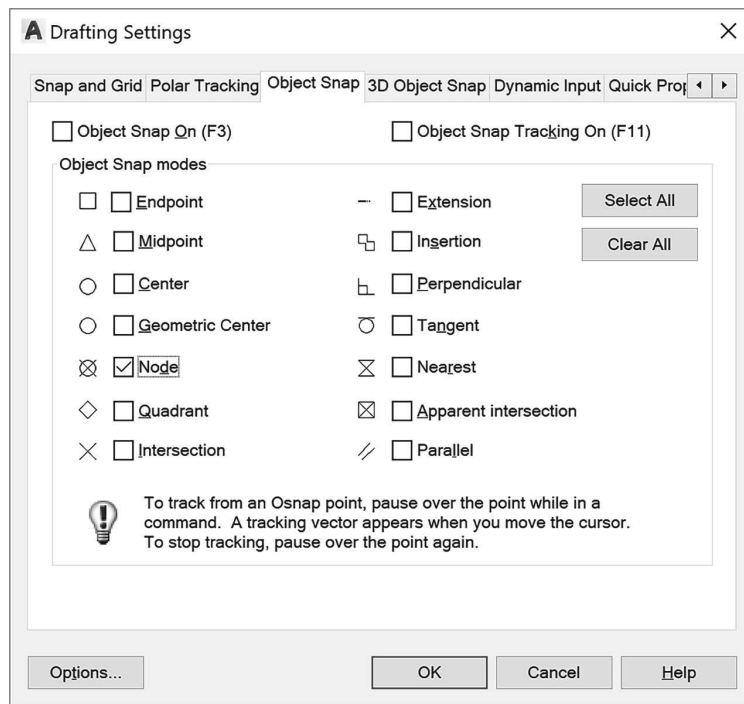 Drafting Settings
Snap and Grid Polar Tracking Object Snap 3D Object Snap Dynamic Input Quick Prop
Object Snap On (F3) Object Snap Tracking On (F11)
Object Snap modes
Endpoint Extension Select All
Midpoint Insertion Clear All
Center Perpendicular
Geometric Center Tangent
Node Nearest
Quadrant Apparent intersection
Intersection Parallel
To track from an Osnap point, pause over the point while in a
command. A tracking vector appears when you move the cursor.
To stop tracking, pause over the point again.
Options... OK Cancel Help